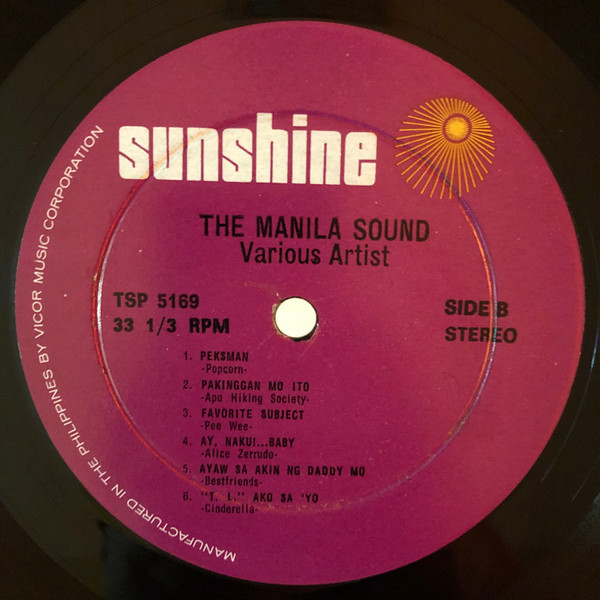 sunshine
THE MANILA SOUND
Various Artist
TSP 5169
33 1/3 RPM
SIDE B
STEREO
1. PEKSMAN
-Popcorn-
2. PAKINGGAN MO ITO
-Apo Hiking Society-
3. FAVORITE SUBJECT
-Pee Wee-
4. AY, NAKU!...BABY
-Alice Zerrudo-
5. AYAW SA AKIN NG DADDY MO
-Bestfriends-
6. "T. L." AKO SA 'YO
-Cinderella-
MANUFACTURED IN THE PHILIPPINES BY VICOR MUSIC CORPORATION